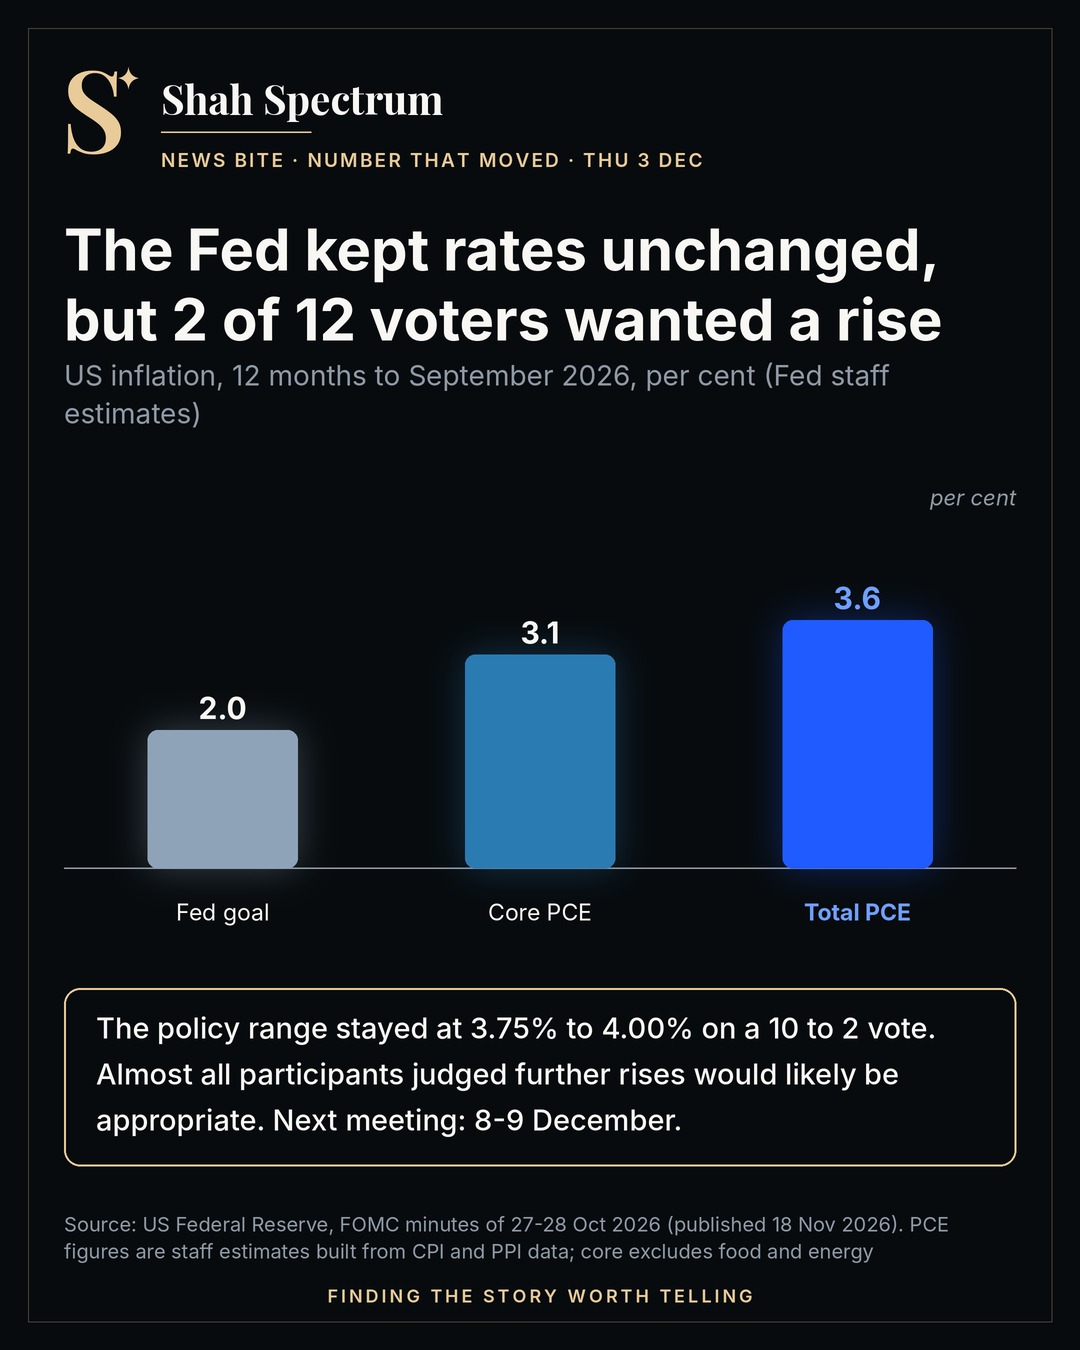 S
Shah Spectrum
NEWS BITE · NUMBER THAT MOVED · THU 3 DEC
The Fed kept rates unchanged,
but 2 of 12 voters wanted a rise
US inflation, 12 months to September 2026, per cent (Fed staff
estimates)
per cent
2.0
3.1
3.6
Fed goal
Core PCE
Total PCE
The policy range stayed at 3.75% to 4.00% on a 10 to 2 vote.
Almost all participants judged further rises would likely be
appropriate. Next meeting: 8-9 December.
Source: US Federal Reserve, FOMC minutes of 27-28 Oct 2026 (published 18 Nov 2026). PCE
figures are staff estimates built from CPI and PPI data; core excludes food and energy
FINDING THE STORY WORTH TELLING